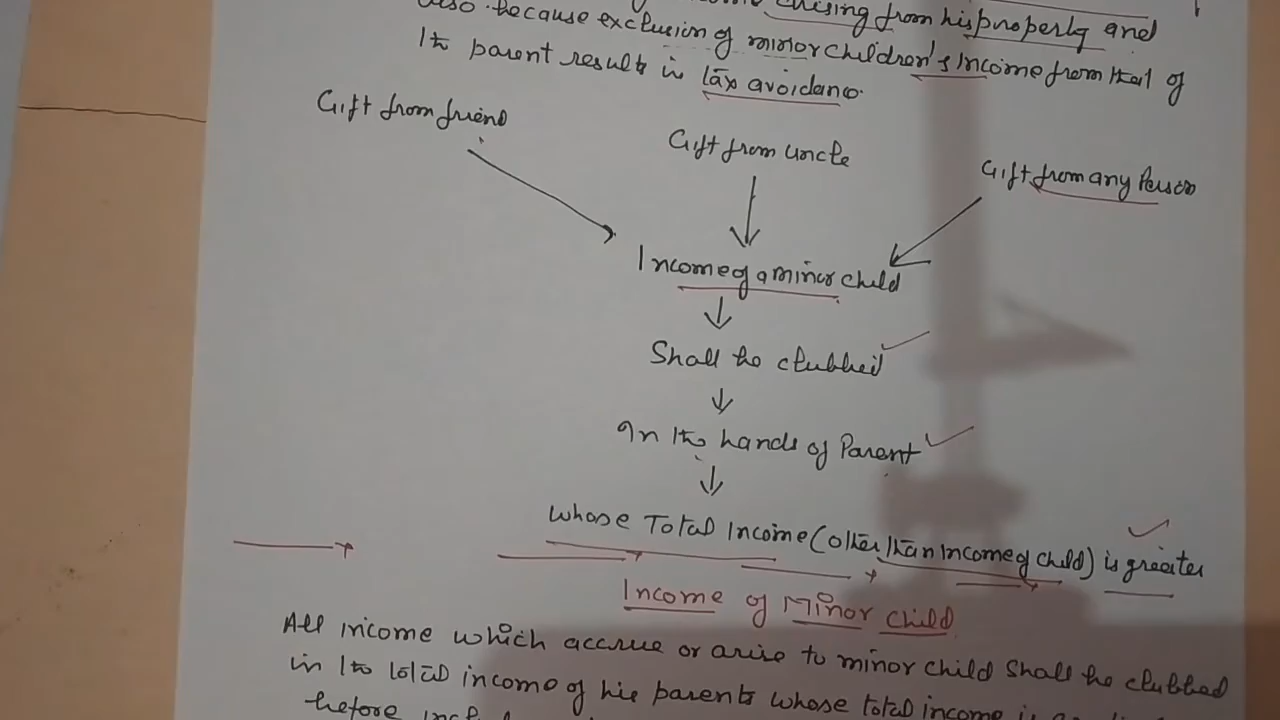 arising from his property and
also because exclusion of minor children's income from that of
the parent results in tax avoidance.
Gift from friend
Gift from uncle
Gift from any Person
Income of a minor child
Shall be clubbed
In the hands of Parent
whose Total Income (other than Income of child) is greater
Income of Minor child
All income which accrue or arise to minor child shall be clubbed
in the total income of his parents whose total income is
before